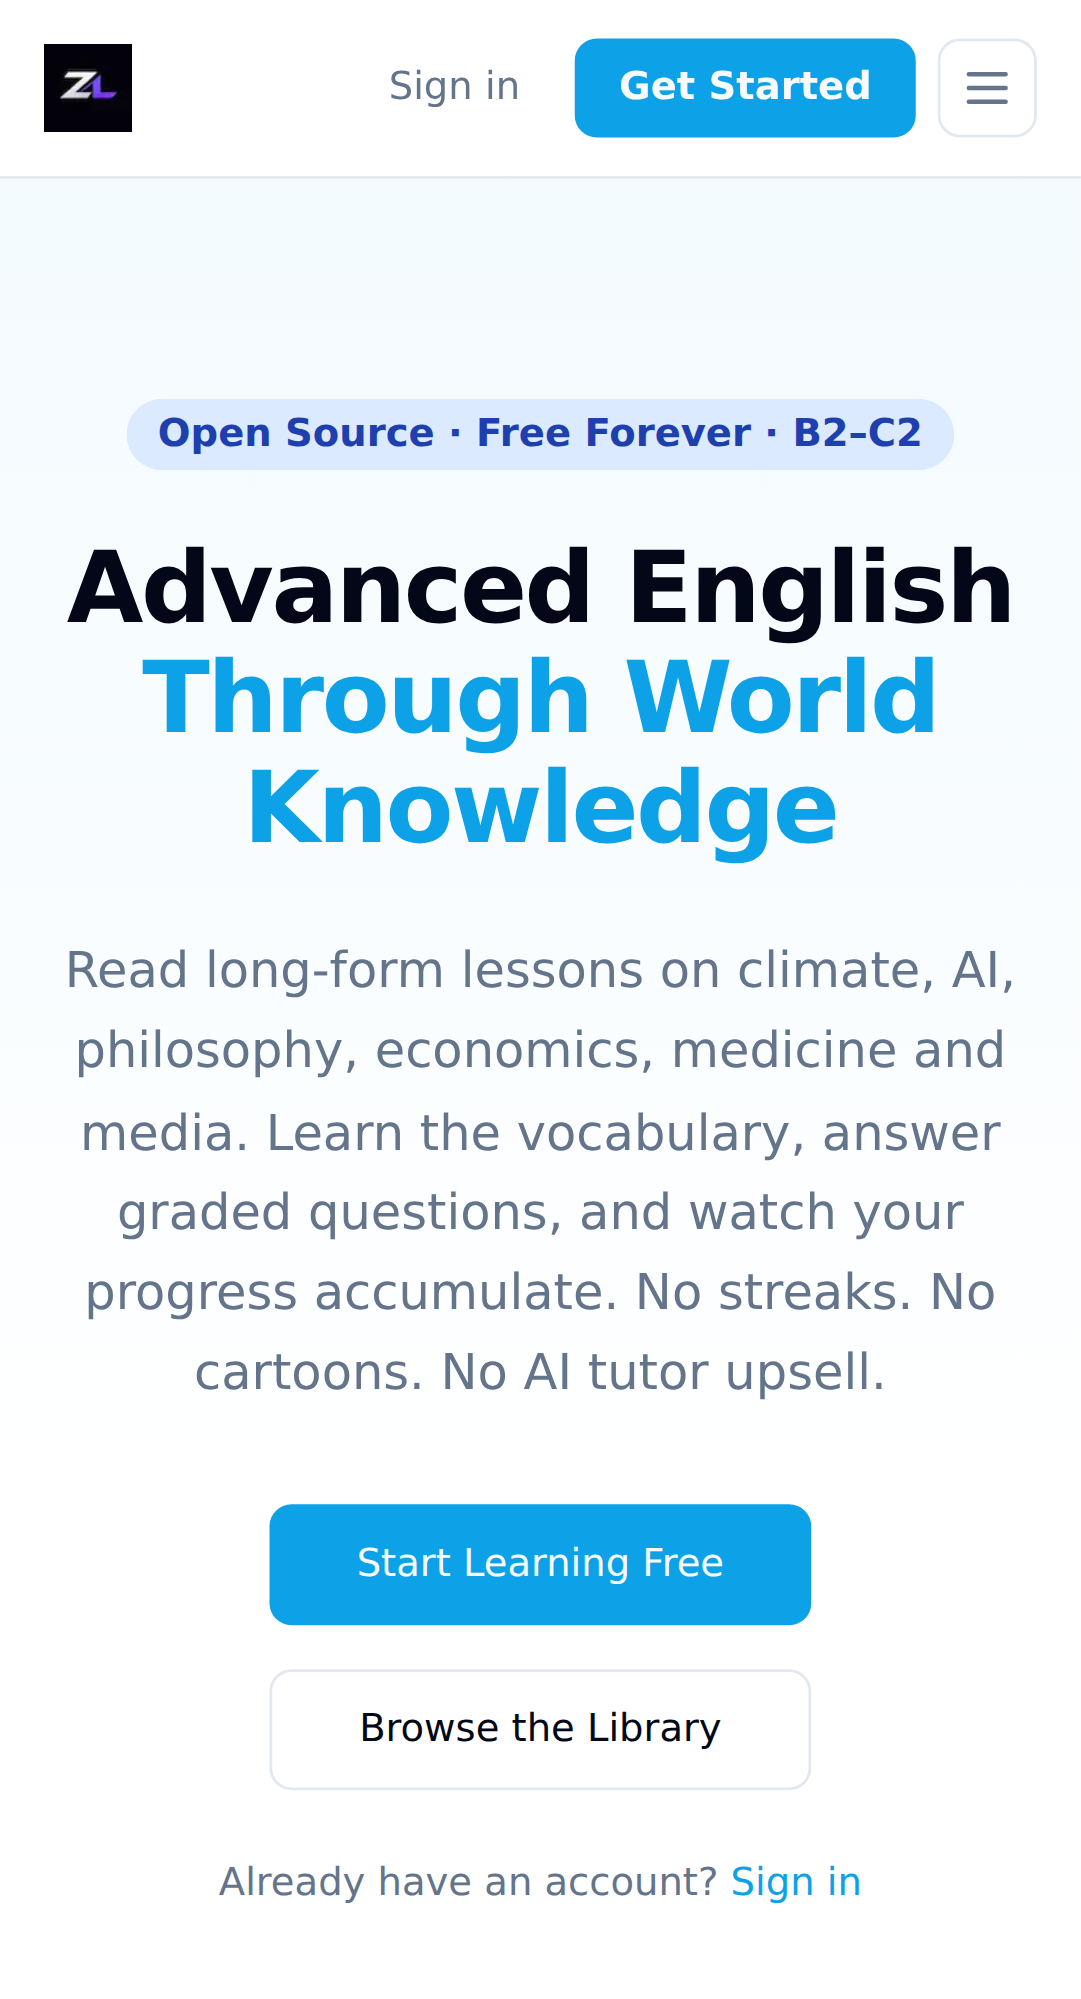 ZL
Sign in
Get Started
Open Source · Free Forever · B2–C2
Advanced English
Through World
Knowledge
Read long-form lessons on climate, AI,
philosophy, economics, medicine and
media. Learn the vocabulary, answer
graded questions, and watch your
progress accumulate. No streaks. No
cartoons. No AI tutor upsell.
Start Learning Free
Browse the Library
Already have an account? Sign in